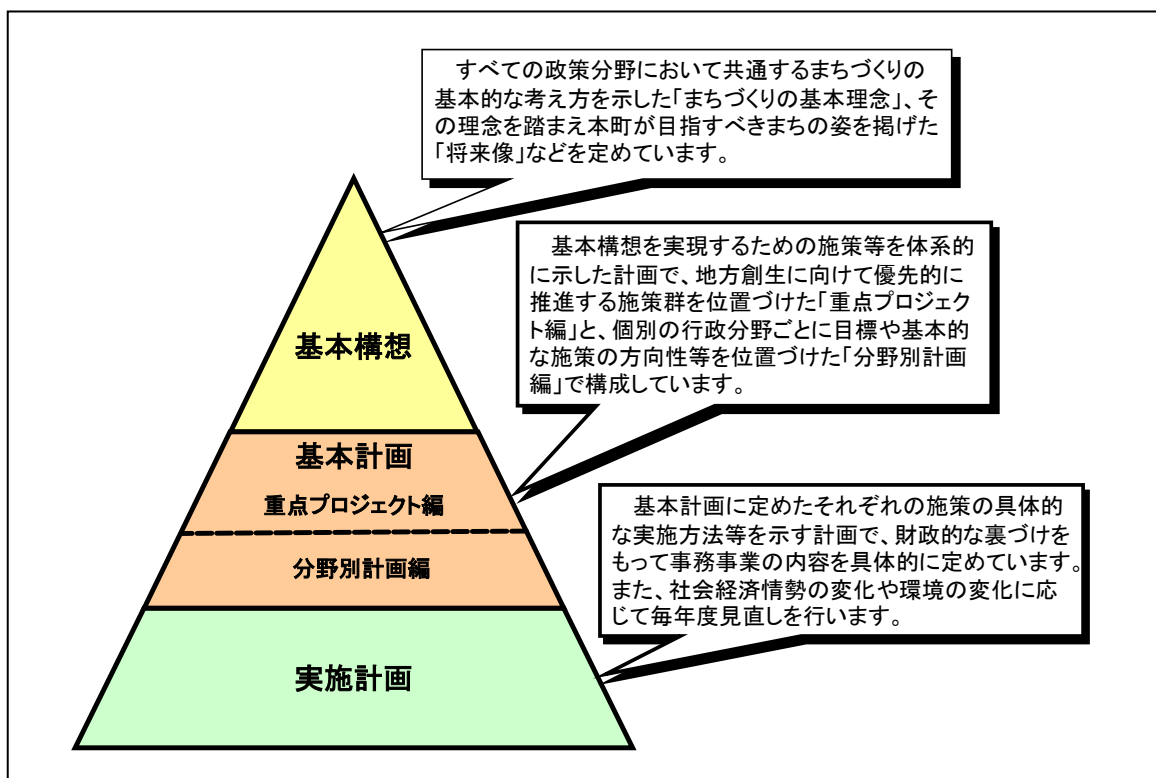 すべての政策分野において共通するまちづくりの
基本的な考え方を示した「まちづくりの基本理念」、そ
の理念を踏まえ本町が目指すべきまちの姿を掲げた
「将来像」などを定めています。
基本構想を実現するための施策等を体系的
に示した計画で、地方創生に向けて優先的に
推進する施策群を位置づけた「重点プロジェク
ト編」と、個別の行政分野ごとに目標や基本的
な施策の方向性等を位置づけた「分野別計画
編」で構成しています。
基本構想
基本計画
重点プロジェクト編
分野別計画編
基本計画に定めたそれぞれの施策の具体的
な実施方法等を示す計画で、財政的な裏づけを
もって事務事業の内容を具体的に定めています。
また、社会経済情勢の変化や環境の変化に応
じて毎年度見直しを行います。
実施計画